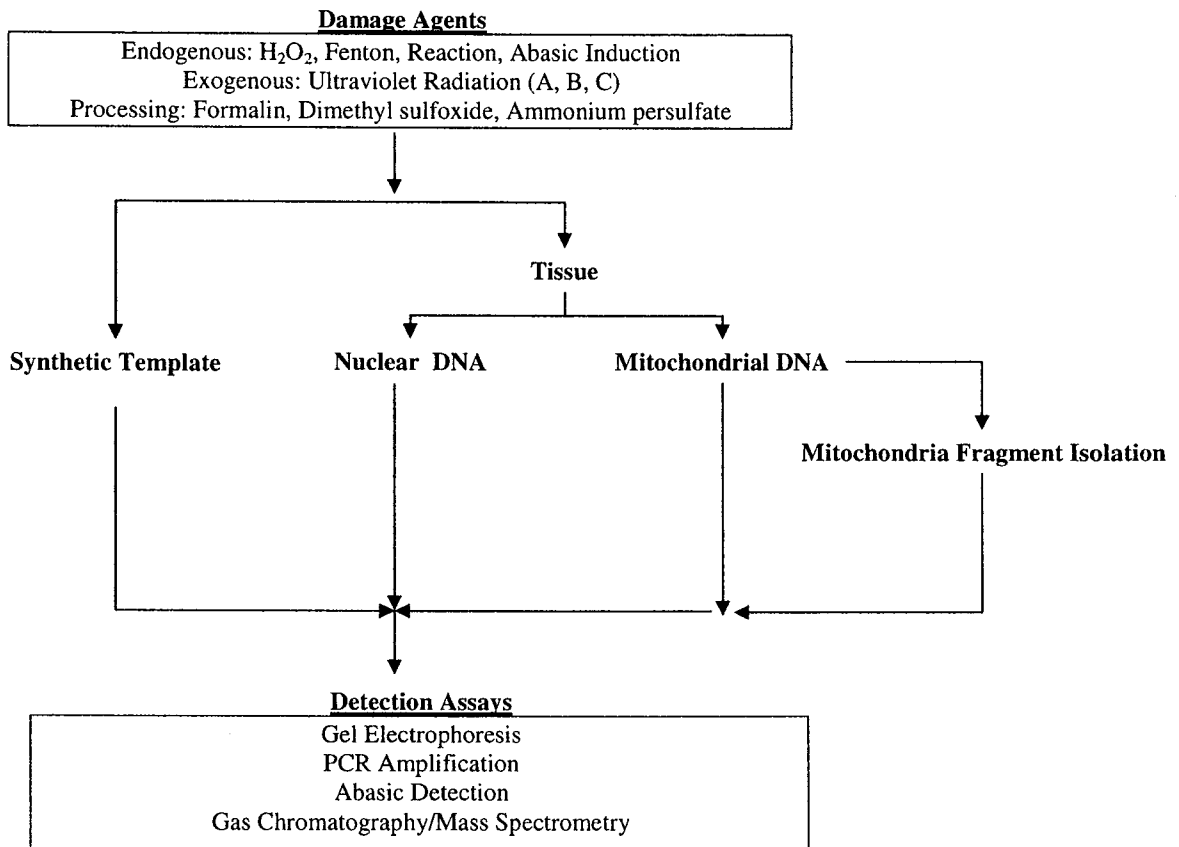 Damage Agents
Endogenous: H₂O₂, Fenton, Reaction, Abasic Induction
Exogenous: Ultraviolet Radiation (A, B, C)
Processing: Formalin, Dimethyl sulfoxide, Ammonium persulfate
Tissue
Synthetic Template
Nuclear DNA
Mitochondrial DNA
Mitochondria Fragment Isolation
Detection Assays
Gel Electrophoresis
PCR Amplification
Abasic Detection
Gas Chromatography/Mass Spectrometry